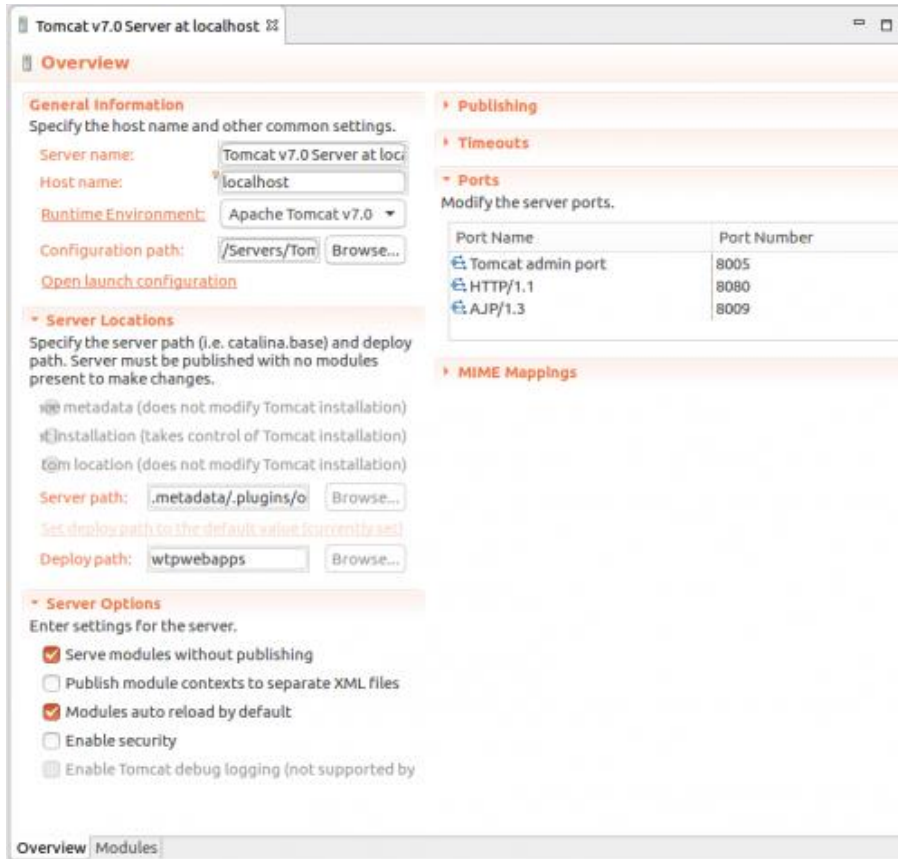 Tomcat v7.0 Server at localhost
Overview
General Information
Specify the host name and other common settings.
Server name: Tomcat v7.0 Server at loca
Host name: localhost
Runtime Environment: Apache Tomcat v7.0
Configuration path: /Servers/Tom Browse...
Open launch configuration
Server Locations
Specify the server path (i.e. catalina.base) and deploy
path. Server must be published with no modules
present to make changes.
metadata (does not modify Tomcat installation)
installation (takes control of Tomcat installation)
tom location (does not modify Tomcat installation)
Server path: .metadata/.plugins/o Browse...
Set deploy path to the default value (currently set)
Deploy path: wtpwebapps Browse...
Server Options
Enter settings for the server.
Serve modules without publishing
Publish module contexts to separate XML files
Modules auto reload by default
Enable security
Enable Tomcat debug logging (not supported by
Publishing
Timeouts
Ports
Modify the server ports.
Port Name Port Number
Tomcat admin port 8005
HTTP/1.1 8080
AJP/1.3 8009
MIME Mappings
Overview Modules